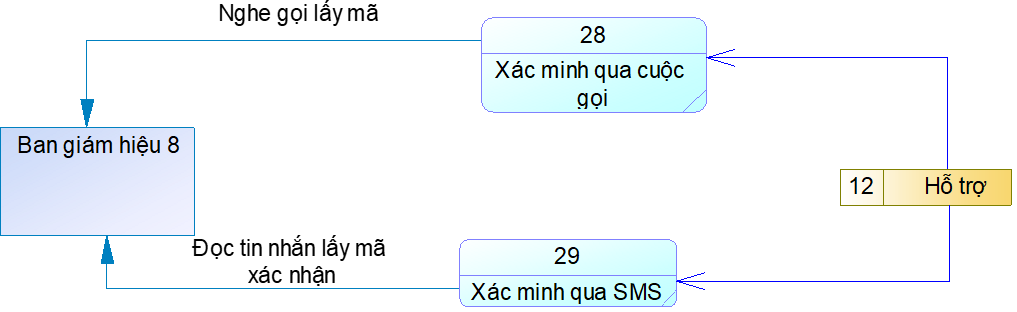 Nghe gọi lấy mã
28
Xác minh qua cuộc
gọi
Ban giám hiệu 8
12
Hỗ trợ
Đọc tin nhắn lấy mã
xác nhận
29
Xác minh qua SMS